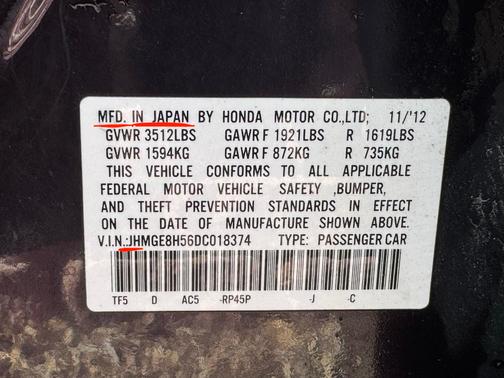 MFD. IN JAPAN BY HONDA MOTOR CO.,LTD; 11/'12
GVWR 3512LBS GAWR F 1921LBS R 1619LBS
GVWR 1594KG GAWR F 872KG R 735KG
THIS VEHICLE CONFORMS TO ALL APPLICABLE
FEDERAL MOTOR VEHICLE SAFETY ,BUMPER,
AND THEFT PREVENTION STANDARDS IN EFFECT
ON THE DATE OF MANUFACTURE SHOWN ABOVE.
V.I.N.:JHMGE8H56DC018374 TYPE: PASSENGER CAR
TF5 D AC5 -RP45P -J -C